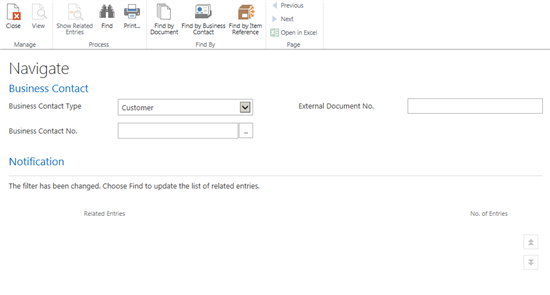 Close
View
Show Related
Entries
Find
Print...
Find by
Document
Find by Business
Contact
Find by Item
Reference
Previous
Next
Open in Excel
Manage
Process
Find By
Page
Navigate
Business Contact
Business Contact Type
Customer
External Document No.
Business Contact No.
...
Notification
The filter has been changed. Choose Find to update the list of related entries.
Related Entries
No. of Entries